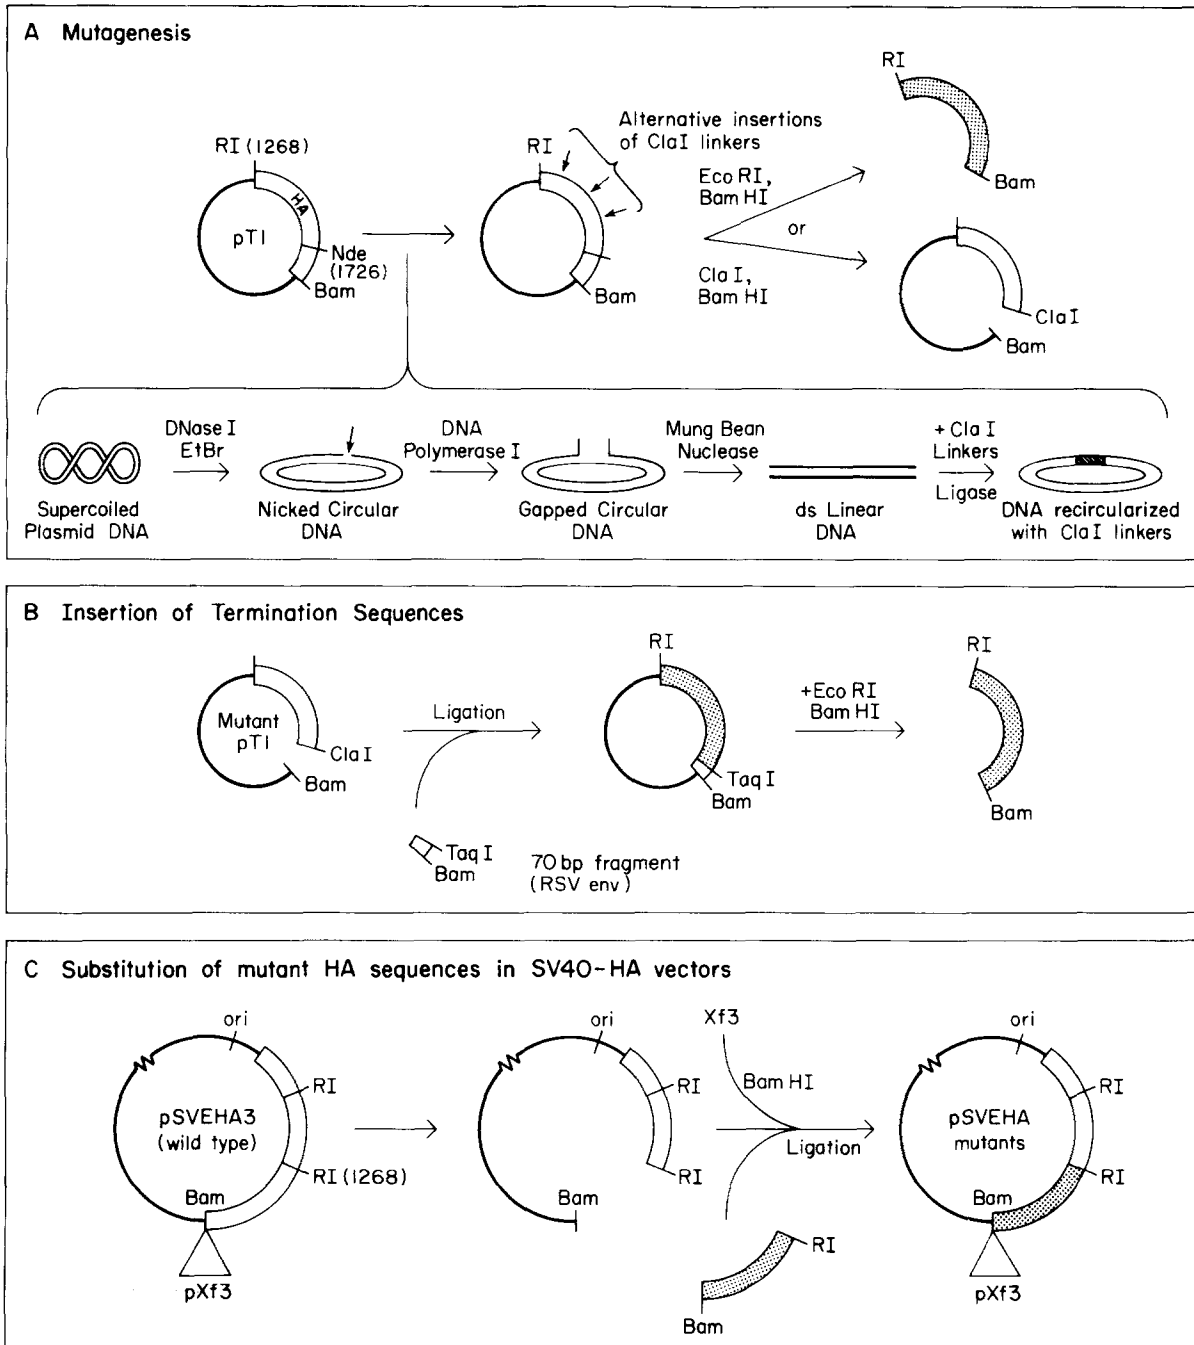 A Mutagenesis
RI (1268)
HA
pT1
Nde
(1726)
Bam
RI
Alternative insertions
of ClaI linkers
Bam
Eco RI,
Bam HI
or
Cla I,
Bam HI
RI
Bam
Cla I
Bam
DNase I
EtBr
DNA
Polymerase I
Mung Bean
Nuclease
+ Cla I
Linkers
Ligase
Supercoiled
Plasmid DNA
Nicked Circular
DNA
Gapped Circular
DNA
ds Linear
DNA
DNA recircularized
with ClaI linkers
B Insertion of Termination Sequences
Mutant
pT1
Cla I
Bam
Ligation
Taq I
Bam
70 bp fragment
(RSV env)
RI
Taq I
Bam
+Eco RI
Bam HI
RI
Bam
C Substitution of mutant HA sequences in SV40-HA vectors
ori
RI
pSVEHA3
(wild type)
RI (1268)
Bam
pXf3
ori
RI
RI
Bam
Xf3
Bam HI
Ligation
RI
Bam
ori
RI
pSVEHA
mutants
RI
Bam
pXf3